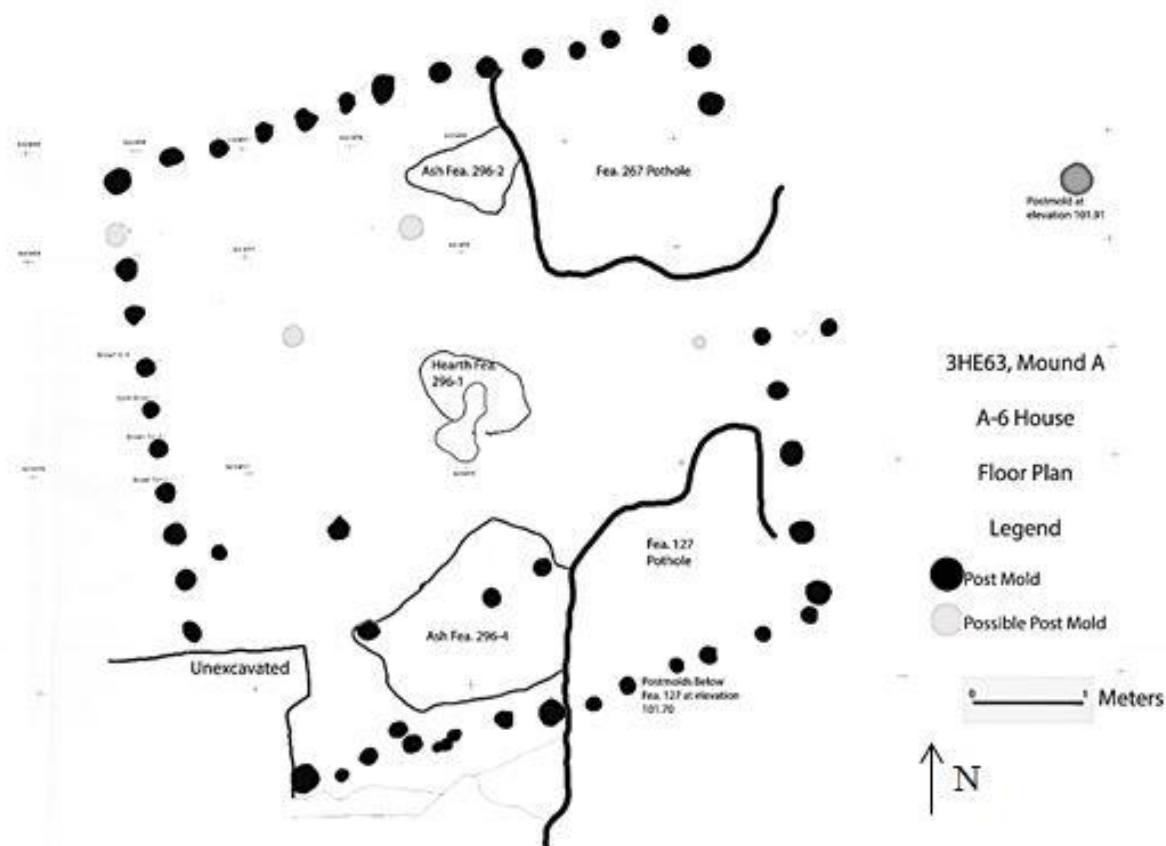 Ash Fea. 296-2
Fea. 267 Pothole
Postmold at
elevation 101.91
Hearth Fea.
296-1
3HE63, Mound A
A-6 House
Floor Plan
Legend
Post Mold
Possible Post Mold
Fea. 127
Pothole
Ash Fea. 296-4
Unexcavated
Postmolds Below
Fea. 127 at elevation
101.70
0 1 Meters
N